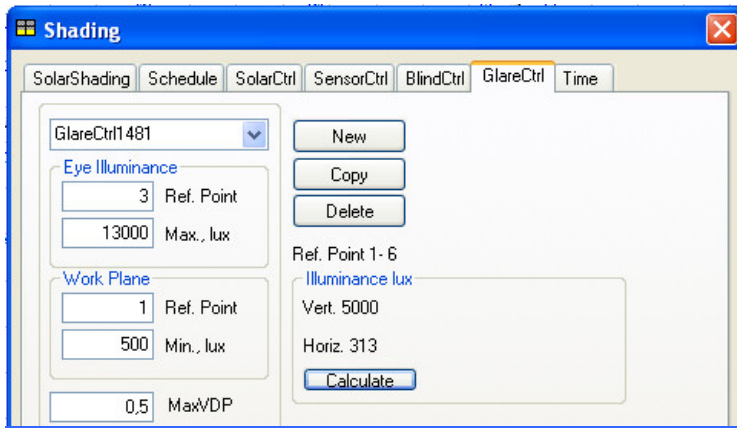 Shading
SolarShading Schedule SolarCtrl SensorCtrl BlindCtrl GlareCtrl Time
GlareCtrl1481
New
Copy
Delete
Eye Illuminance
3 Ref. Point
13000 Max., lux
Ref. Point 1- 6
Work Plane
1 Ref. Point
500 Min., lux
Illuminance lux
Vert. 5000
Horiz. 313
Calculate
0,5 MaxVDP